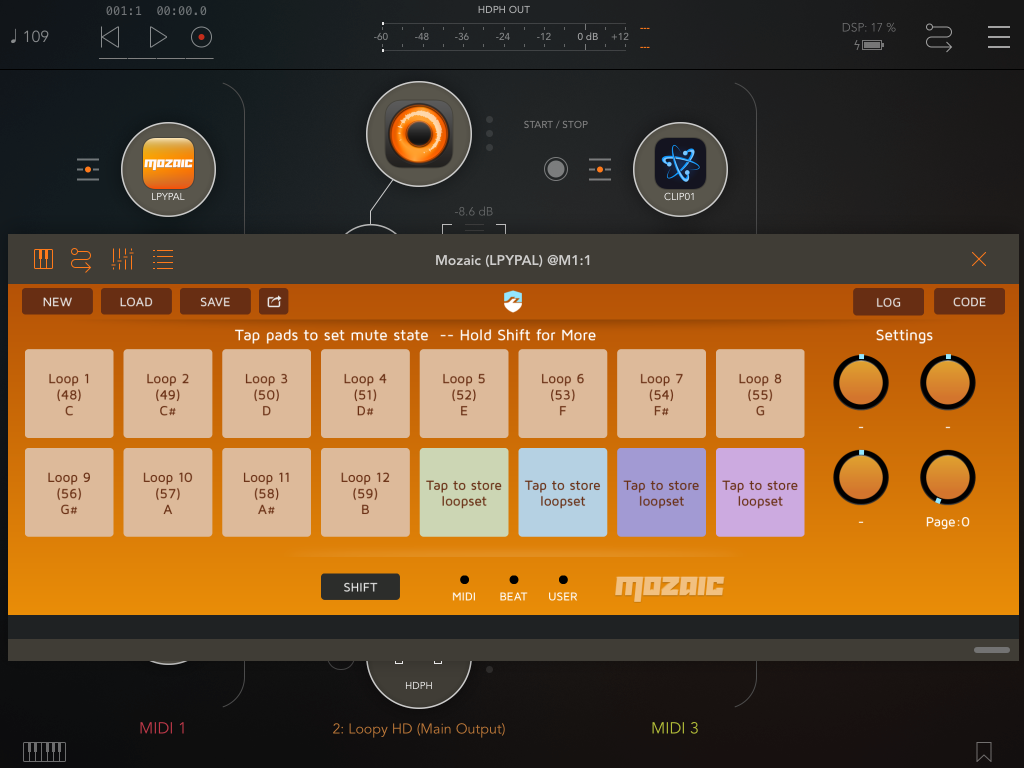 001:1 00:00.0
109
HDPH OUT
-60 -48 -36 -24 -12 0 dB +12
DSP: 17 %
START / STOP
mozaic
LPYPAL
CLIP01
-8.6 dB
Mozaic (LPYPAL) @M1:1
NEW LOAD SAVE LOG CODE
Tap pads to set mute state -- Hold Shift for More
Settings
Loop 1
(48)
C
Loop 2
(49)
C#
Loop 3
(50)
D
Loop 4
(51)
D#
Loop 5
(52)
E
Loop 6
(53)
F
Loop 7
(54)
F#
Loop 8
(55)
G
-
-
Loop 9
(56)
G#
Loop 10
(57)
A
Loop 11
(58)
A#
Loop 12
(59)
B
Tap to store
loopset
Tap to store
loopset
Tap to store
loopset
Tap to store
loopset
-
Page:0
SHIFT
MIDI BEAT USER
mozaic
HDPH
MIDI 1
2: Loopy HD (Main Output)
MIDI 3